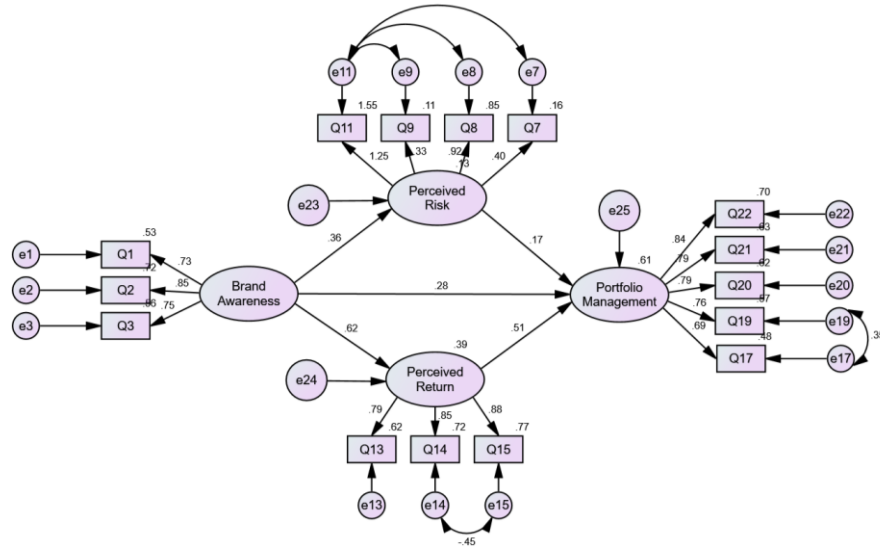 e11 e9 e8 e7
1.55 .11 .85 .16
Q11 Q9 Q8 Q7
1.25 .33 .92 .40
.13
Perceived
Risk
e23
e25
.36
.17
.70
Q22 e22
.84
.63
Q21 e21
.79
.62
Q20 e20
.79
.57
Q19 e19
.76
.48
Q17 e17
.69
.35
.53
e1 Q1
.73
.72
e2 Q2
.85
.56
e3 Q3
.75
Brand
Awareness
.28
.61
Portfolio
Management
.62
.51
.39
Perceived
Return
e24
.79 .85 .88
.62 .72 .77
Q13 Q14 Q15
e13 e14 e15
-.45